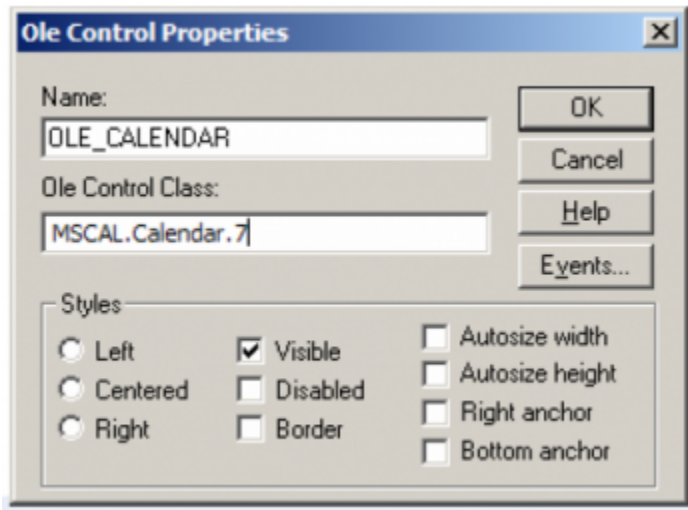 Ole Control Properties
Name:
OLE_CALENDAR
Ole Control Class:
MSCAL.Calendar.7
OK
Cancel
Help
Events...
Styles
Left
Centered
Right
Visible
Disabled
Border
Autosize width
Autosize height
Right anchor
Bottom anchor